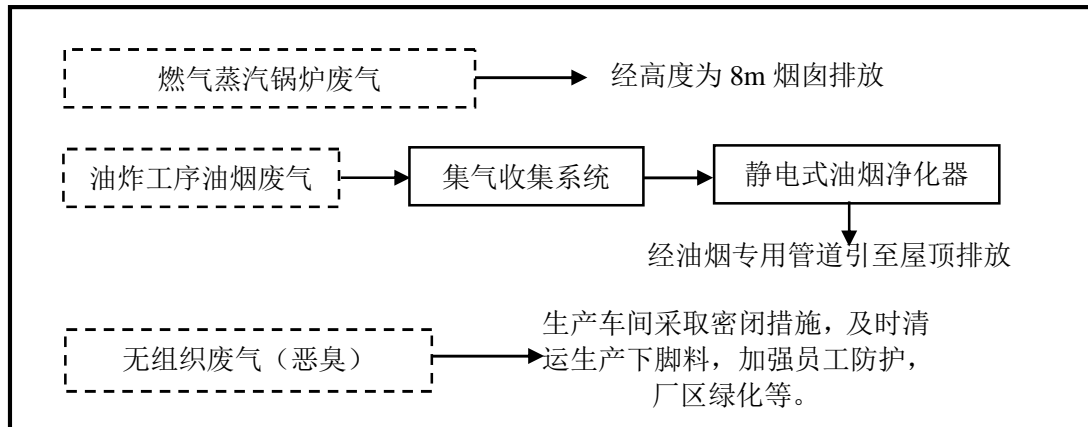 燃气蒸汽锅炉废气
经高度为 8m 烟囱排放
油炸工序油烟废气
集气收集系统
静电式油烟净化器
经油烟专用管道引至屋顶排放
无组织废气（恶臭）
生产车间采取密闭措施，及时清
运生产下脚料，加强员工防护，
厂区绿化等。